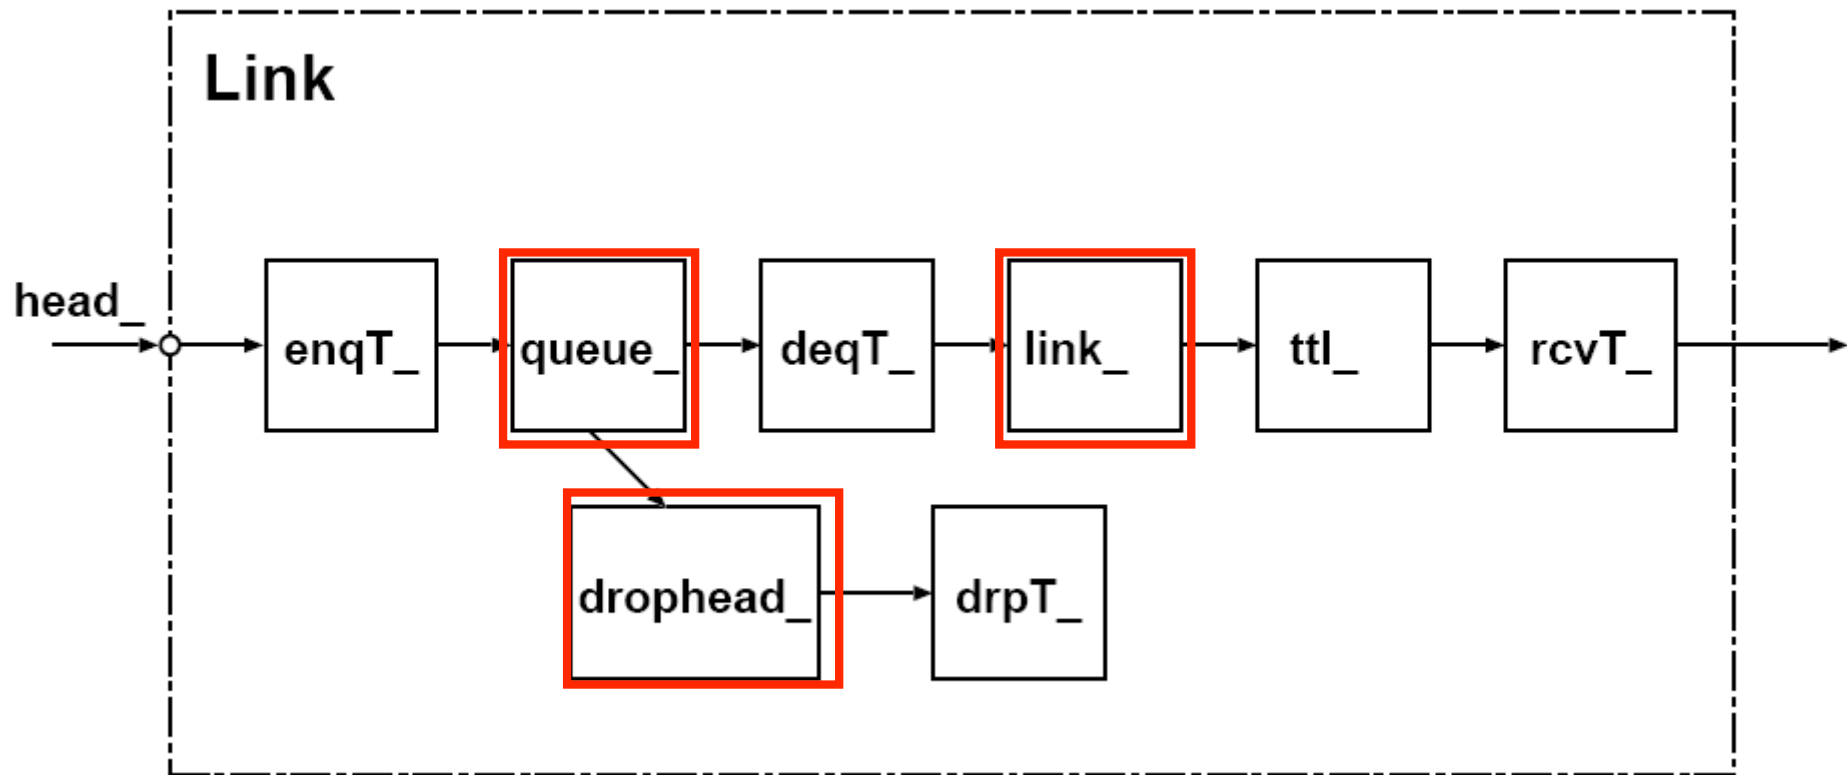 Link
head_
enqT_
queue_
deqT_
link_
ttl_
rcvT_
drophead_
drpT_